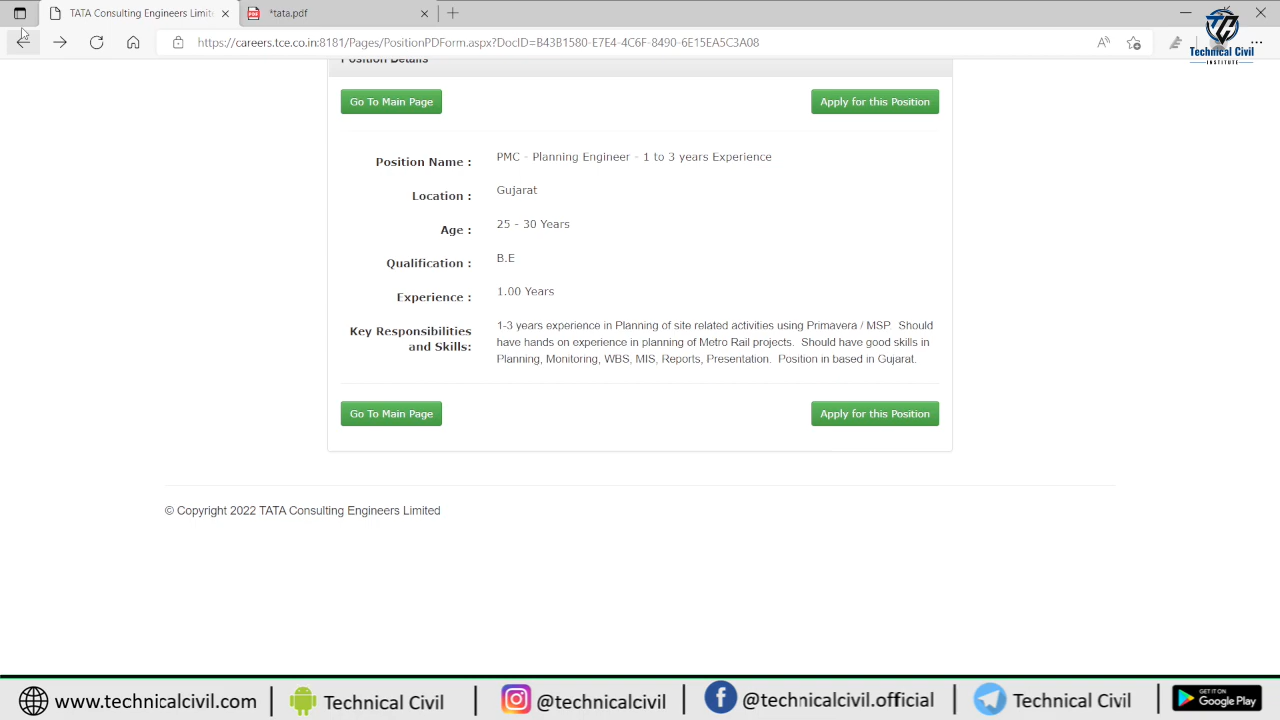 TATA Consulting Engineers Limit
*tata.pdf
https://careers.tce.co.in:8181/Pages/PositionPDForm.aspx?DocID=B43B1580-E7E4-4C6F-8490-6E15EA5C3A08
Technical Civil
INSTITUTE
Position Details
Go To Main Page
Apply for this Position
Position Name : PMC - Planning Engineer - 1 to 3 years Experience
Location : Gujarat
Age : 25 - 30 Years
Qualification : B.E
Experience : 1.00 Years
Key Responsibilities
and Skills:
1-3 years experience in Planning of site related activities using Primavera / MSP. Should
have hands on experience in planning of Metro Rail projects. Should have good skills in
Planning, Monitoring, WBS, MIS, Reports, Presentation. Position in based in Gujarat.
Go To Main Page
Apply for this Position
© Copyright 2022 TATA Consulting Engineers Limited
www.technicalcivil.com
Technical Civil
@technicalcivil
@technicalcivil.official
Technical Civil
GET IT ON
Google Play